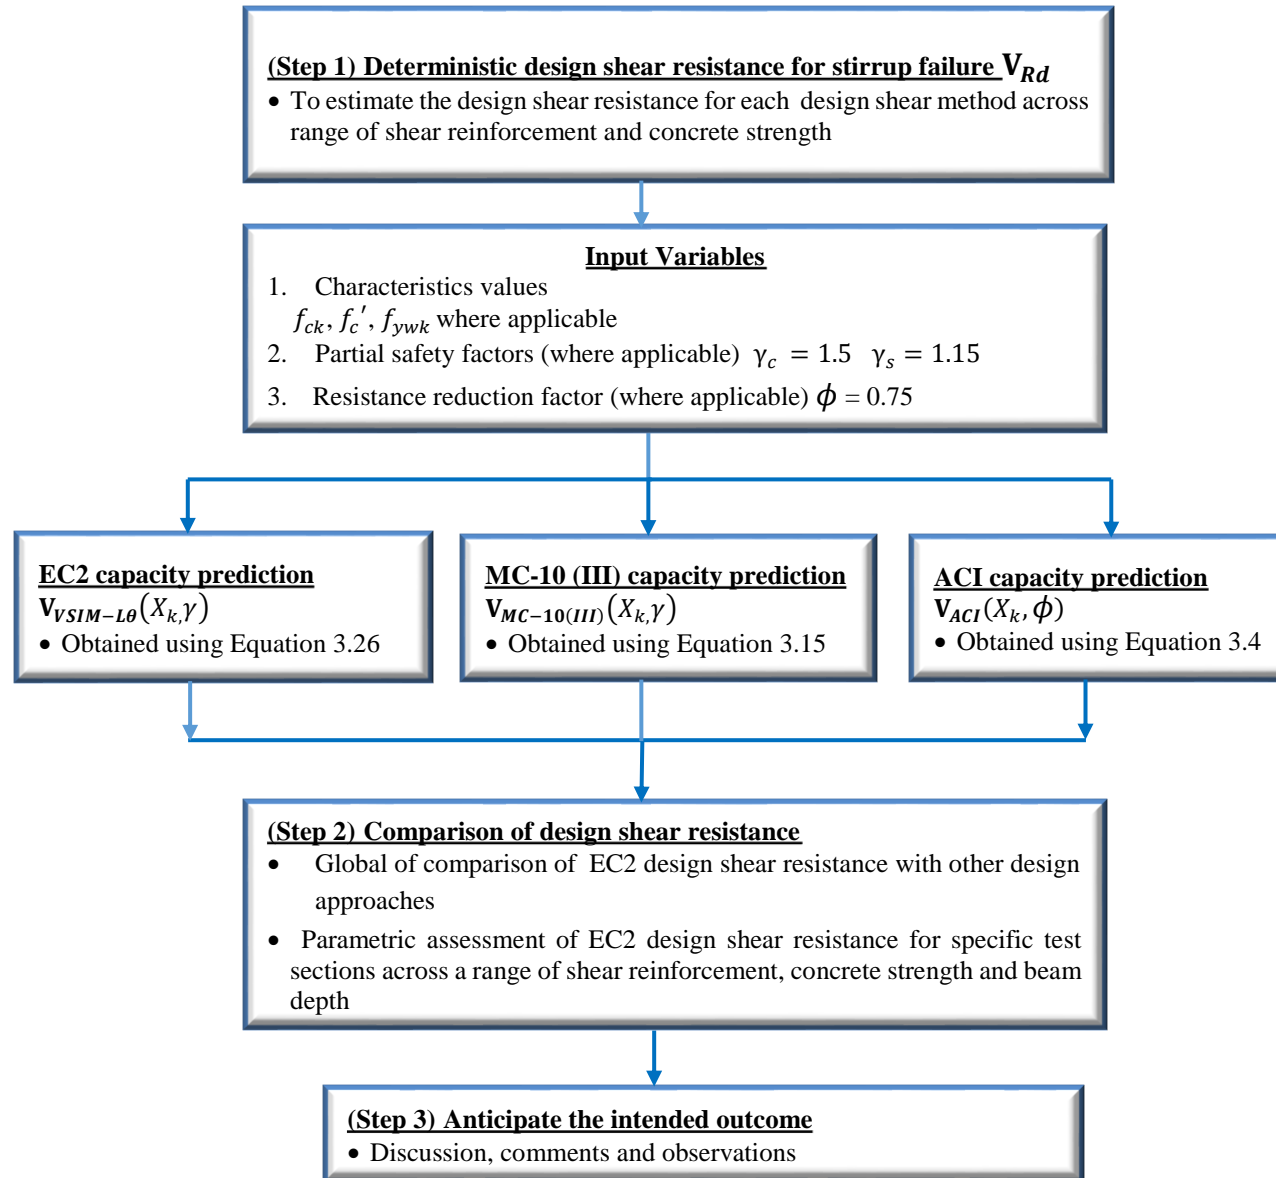 (Step 1) Deterministic design shear resistance for stirrup failure V_Rd
• To estimate the design shear resistance for each design shear method across
range of shear reinforcement and concrete strength
Input Variables
1. Characteristics values
f_ck, f_c′, f_ywk where applicable
2. Partial safety factors (where applicable) γ_c = 1.5 γ_s = 1.15
3. Resistance reduction factor (where applicable) ϕ = 0.75
EC2 capacity prediction
V_VSIM−Lθ(X_k,γ)
• Obtained using Equation 3.26
MC-10 (III) capacity prediction
V_MC−10(III)(X_k,γ)
• Obtained using Equation 3.15
ACI capacity prediction
V_ACI(X_k, ϕ)
• Obtained using Equation 3.4
(Step 2) Comparison of design shear resistance
• Global of comparison of EC2 design shear resistance with other design
approaches
• Parametric assessment of EC2 design shear resistance for specific test
sections across a range of shear reinforcement, concrete strength and beam
depth
(Step 3) Anticipate the intended outcome
• Discussion, comments and observations